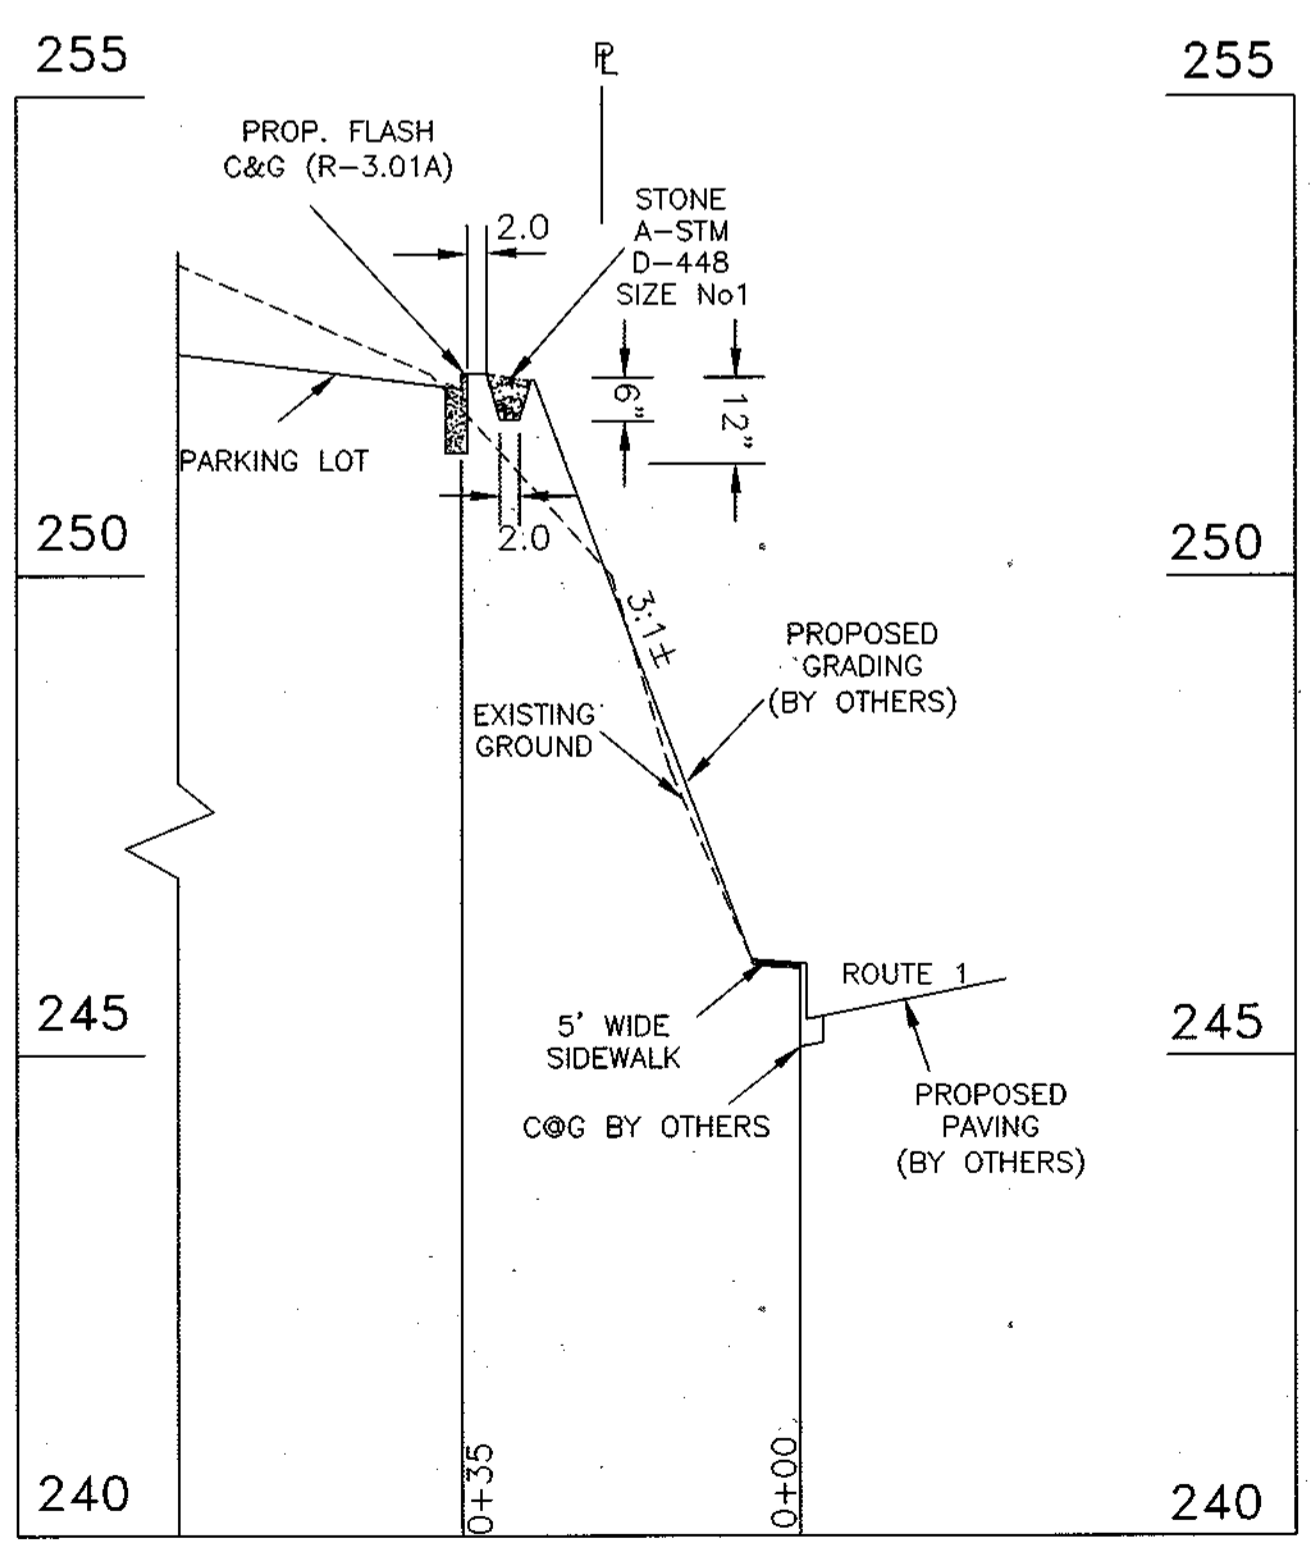 255
255
PL
PROP. FLASH
C&G (R-3.01A)
STONE
A-STM
D-448
SIZE No1
2.0
6"
12"
PARKING LOT
2.0
250
250
3:1±
PROPOSED
GRADING
(BY OTHERS)
EXISTING
GROUND
ROUTE 1
245
245
5' WIDE
SIDEWALK
C@G BY OTHERS
PROPOSED
PAVING
(BY OTHERS)
0+35
0+00
240
240